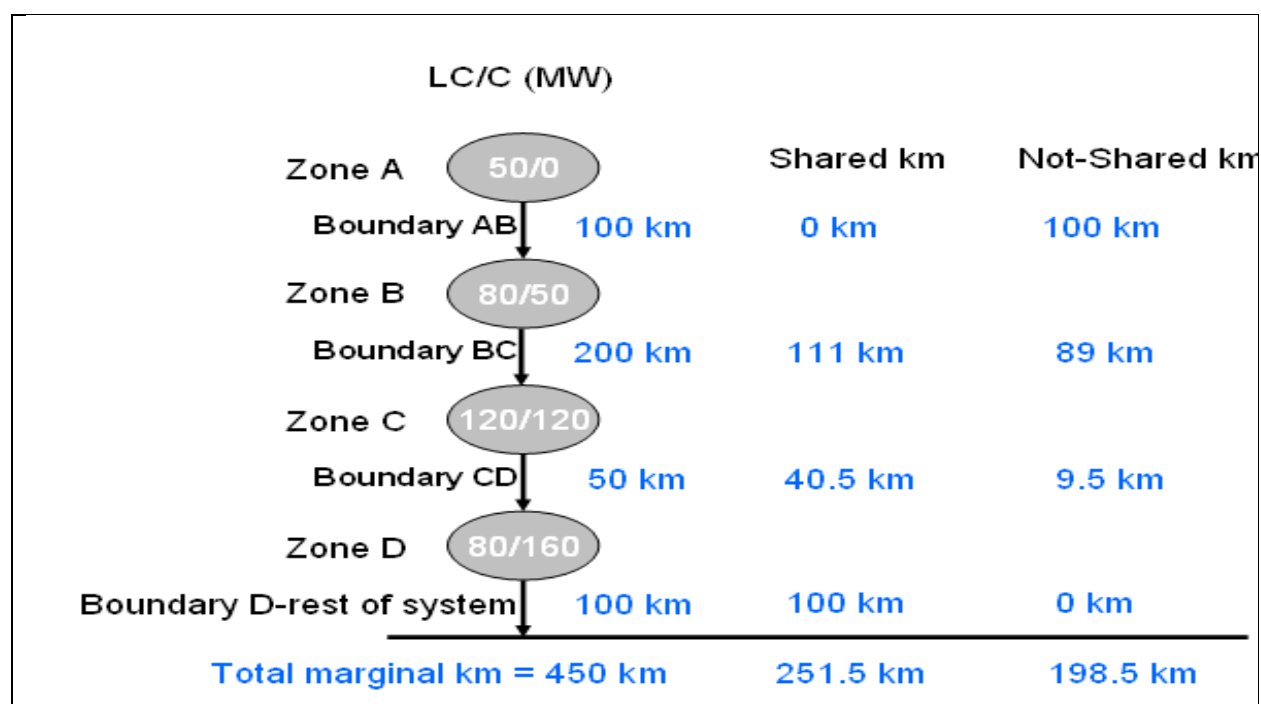 LC/C (MW)
Shared km Not-Shared km
Zone A 50/0
Boundary AB 100 km 0 km 100 km
Zone B 80/50
Boundary BC 200 km 111 km 89 km
Zone C 120/120
Boundary CD 50 km 40.5 km 9.5 km
Zone D 80/160
Boundary D-rest of system 100 km 100 km 0 km
Total marginal km = 450 km 251.5 km 198.5 km